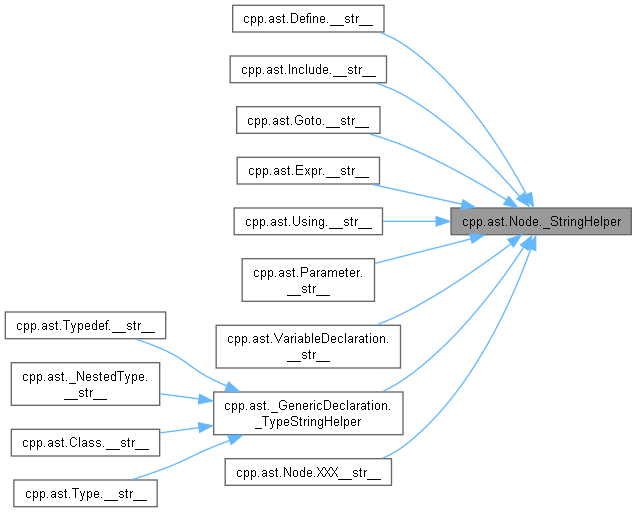 cpp.ast.Define.__str__
cpp.ast.Include.__str__
cpp.ast.Goto.__str__
cpp.ast.Expr.__str__
cpp.ast.Using.__str__
cpp.ast.Node._StringHelper
cpp.ast.Parameter.
__str__
cpp.ast.VariableDeclaration.
__str__
cpp.ast.Typedef.__str__
cpp.ast._NestedType.
__str__
cpp.ast._GenericDeclaration.
_TypeStringHelper
cpp.ast.Class.__str__
cpp.ast.Node.XXX__str__
cpp.ast.Type.__str__